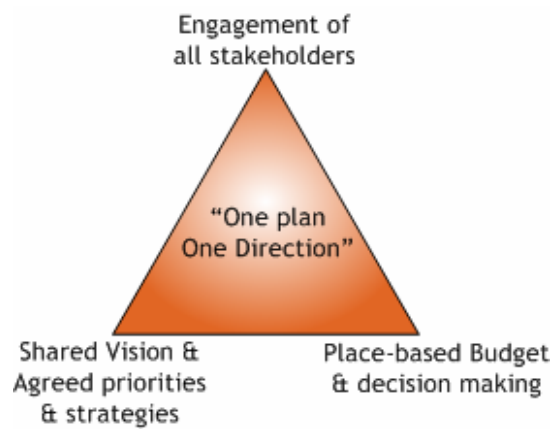 Engagement of
all stakeholders
“One plan
One Direction”
Shared Vision &
Agreed priorities
& strategies
Place-based Budget
& decision making